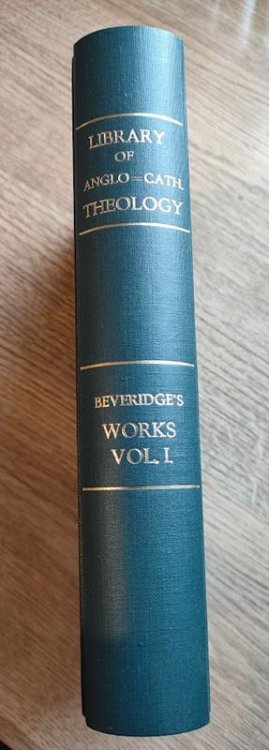 LIBRARY
OF
ANGLO=CATH.
THEOLOGY
BEVERIDGE'S
WORKS
VOL. I.